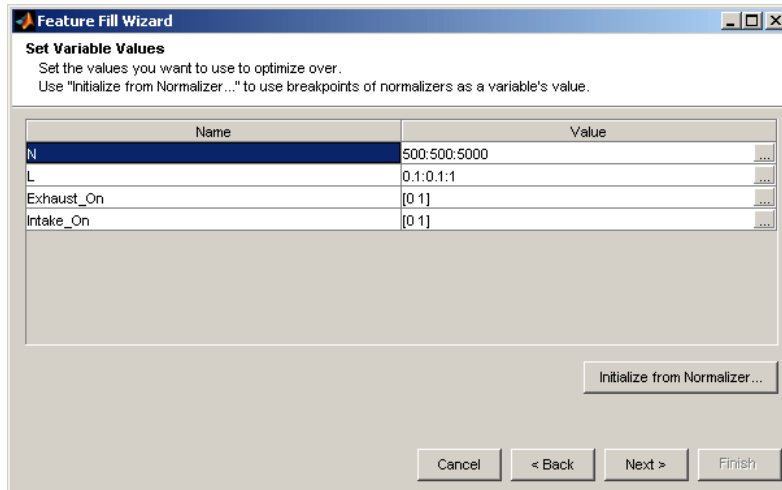 Feature Fill Wizard
Set Variable Values
Set the values you want to use to optimize over.
Use "Initialize from Normalizer..." to use breakpoints of normalizers as a variable's value.
Name Value
N 500:500:5000 ...
L 0.1:0.1:1 ...
Exhaust_On [0 1] ...
Intake_On [0 1] ...
Initialize from Normalizer...
Cancel < Back Next > Finish